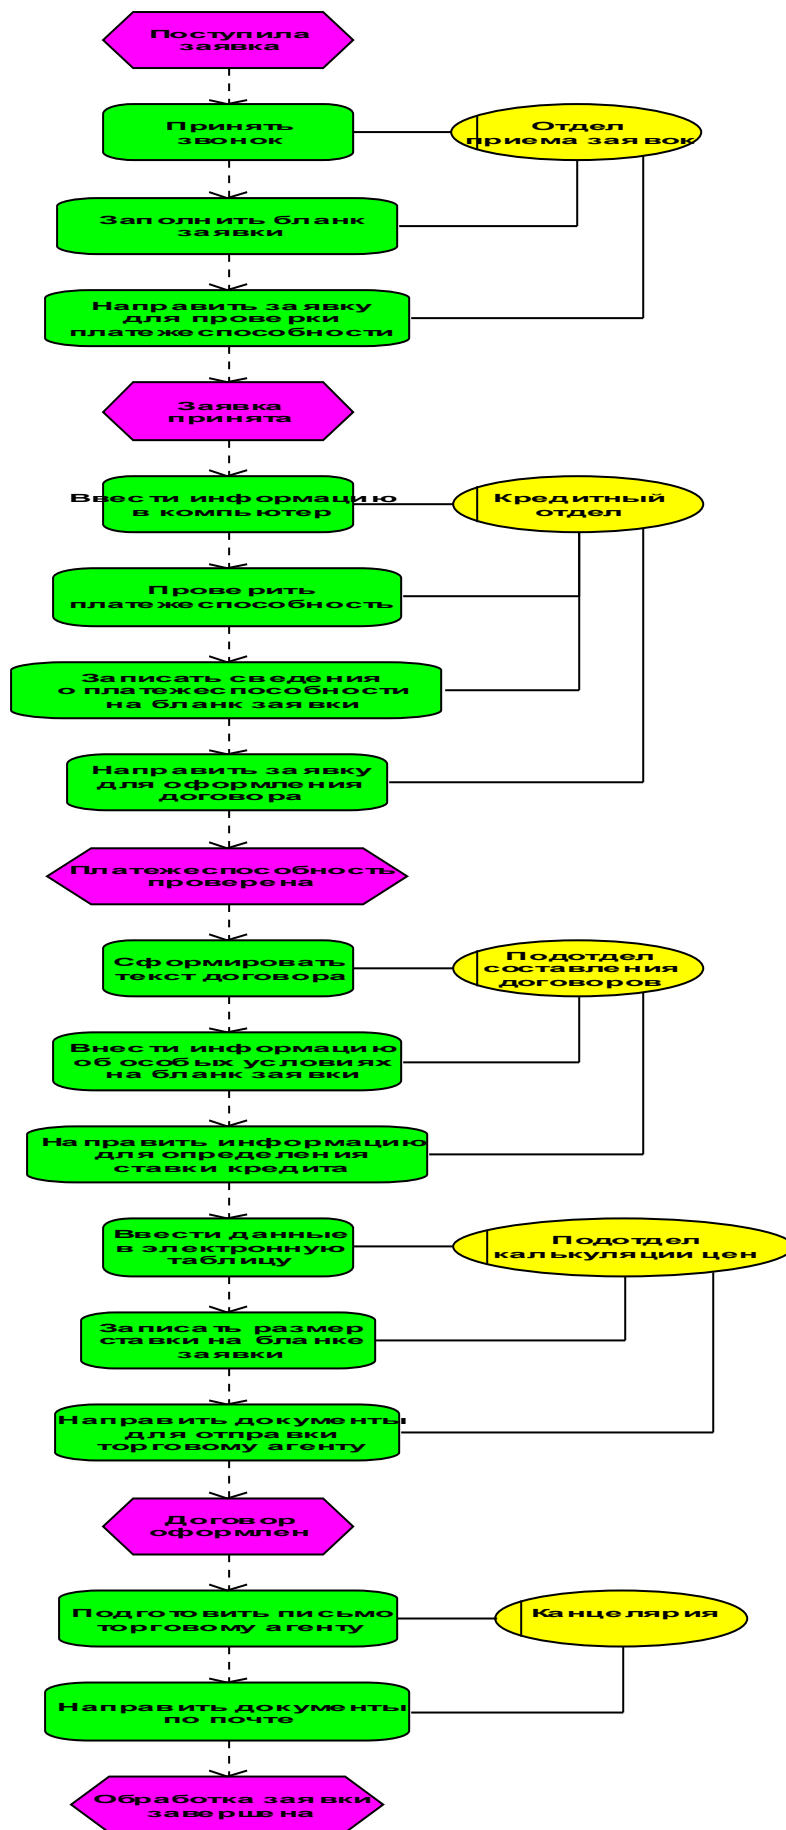 Поступила
заявка
Принять
звонок
Отдел
приема заявок
Заполнить бланк
заявки
Направить заявку
для проверки
платежеспособности
Заявка
принята
Ввести информацию
в компьютер
Кредитный
отдел
Проверить
платежеспособность
Записать сведения
о платежеспособности
на бланк заявки
Направить заявку
для оформления
договора
Платежеспособность
проверена
Сформировать
текст договора
Подотдел
составления
договоров
Внести информацию
об особых условиях
на бланк заявки
Направить информацию
для определения
ставки кредита
Ввести данные
в электронную
таблицу
Подотдел
калькуляции цен
Записать размер
ставки на бланке
заявки
Направить документы
для отправки
торговому агенту
Договор
оформлен
Подготовить письмо
торговому агенту
Канцелярия
Направить документы
по почте
Обработка заявки
завершена